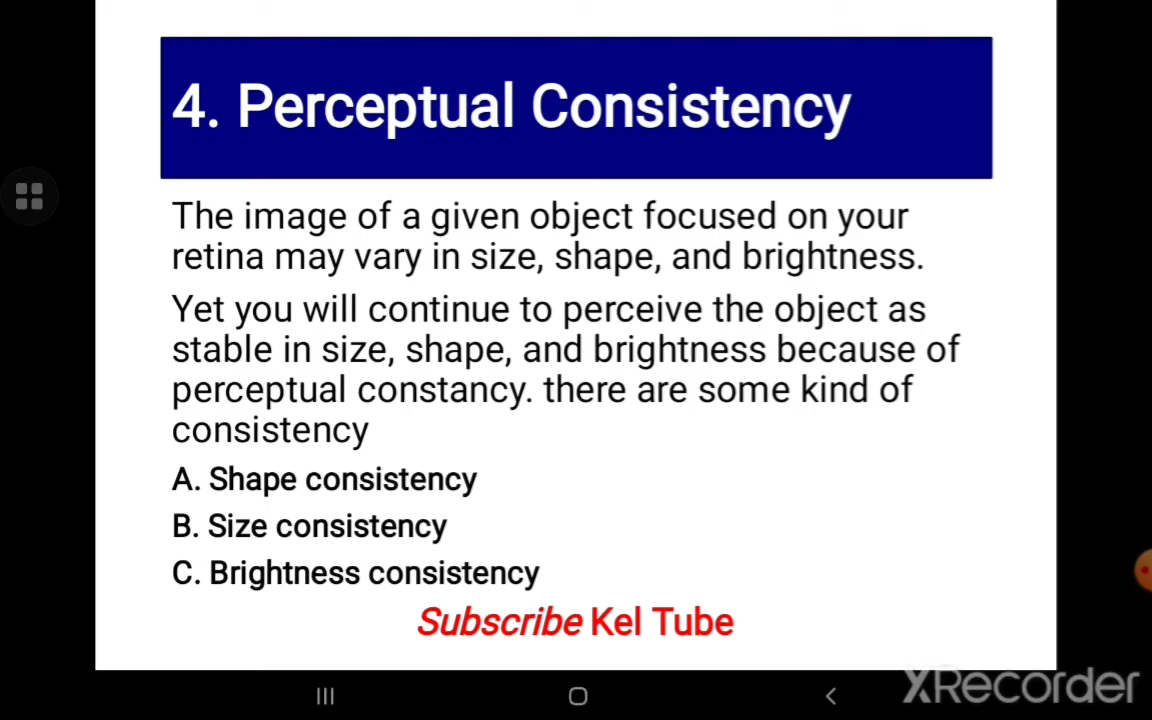 4. Perceptual Consistency
The image of a given object focused on your
retina may vary in size, shape, and brightness.
Yet you will continue to perceive the object as
stable in size, shape, and brightness because of
perceptual constancy. there are some kind of
consistency
A. Shape consistency
B. Size consistency
C. Brightness consistency
Subscribe Kel Tube
XRecorder